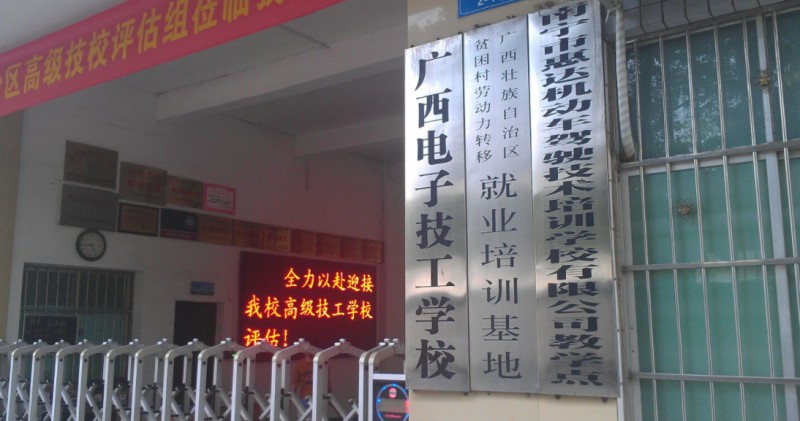 区高级技校评估组莅临我
全力以赴迎接
我校高级技工学校
评估!
广西电子技工学校
广西壮族自治区
贫困村劳动力转移
就业培训基地
南宁市惠达机动车驾驶技术培训学校有限公司教学点